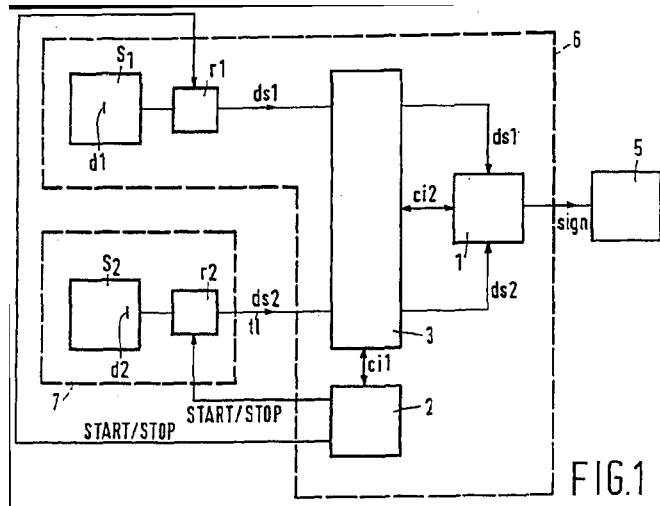 6
S1
r1
ds1
d1
ds1
5
ci2
1
sign
S2
r2
ds2
tl
ds2
d2
3
7
ci1
START/STOP
2
START/STOP
FIG.1